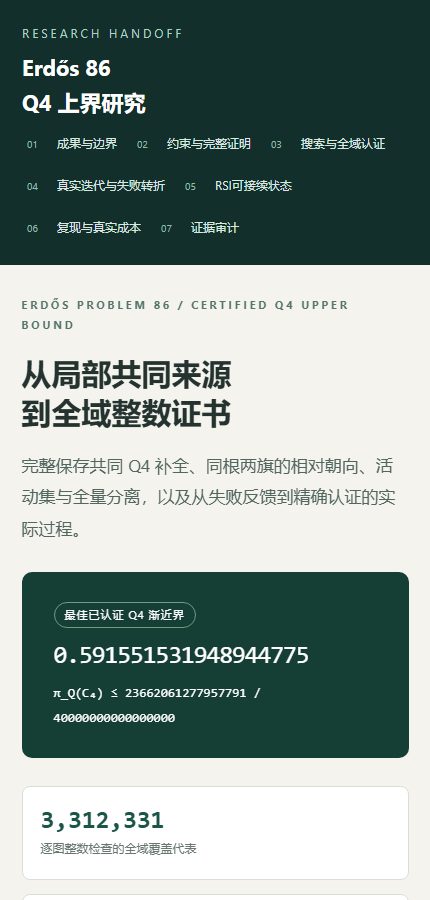 RESEARCH HANDOFF
Erdős 86
Q4 上界研究
01 成果与边界 02 约束与完整证明 03 搜索与全域认证
04 真实迭代与失败转折 05 RSI可接续状态
06 复现与真实成本 07 证据审计
ERDŐS PROBLEM 86 / CERTIFIED Q4 UPPER
BOUND
从局部共同来源
到全域整数证书
完整保存共同 Q4 补全、同根两旗的相对朝向、活
动集与全量分离，以及从失败反馈到精确认证的实
际过程。
最佳已认证 Q4 渐近界
0.591551531948944775
π_Q(C₄) ≤ 23662061277957791 /
40000000000000000
3,312,331
逐图整数检查的全域覆盖代表